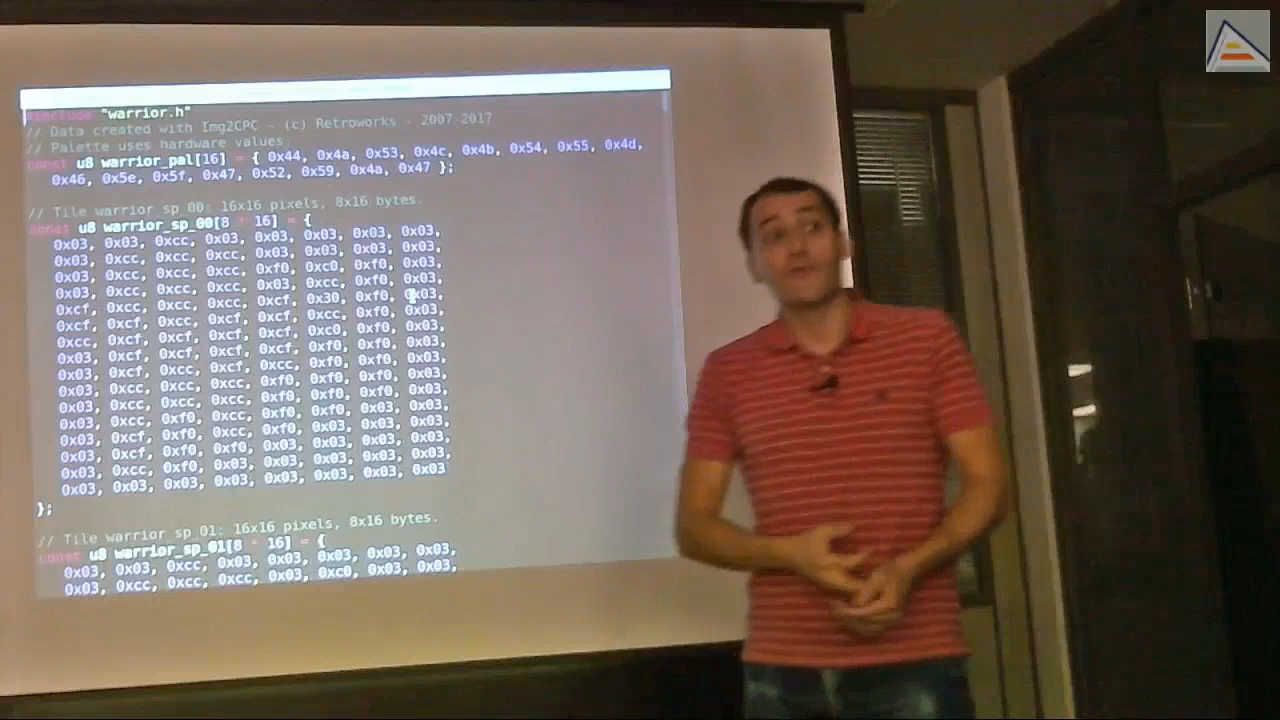 #include "warrior.h"
// Data created with Img2CPC - (c) Retroworks - 2007-2017
// Palette uses hardware values.
const u8 warrior_pal[16] = { 0x44, 0x4a, 0x53, 0x4c, 0x4b, 0x54, 0x55, 0x4d,
0x46, 0x5e, 0x5f, 0x47, 0x52, 0x59, 0x4a, 0x47 };
// Tile warrior_sp_00: 16x16 pixels, 8x16 bytes.
const u8 warrior_sp_00[8 * 16] = {
0x03, 0x03, 0xcc, 0x03, 0x03, 0x03, 0x03, 0x03,
0x03, 0xcc, 0xcc, 0xcc, 0x03, 0x03, 0x03, 0x03,
0x03, 0xcc, 0xcc, 0xcc, 0xf0, 0xc0, 0xf0, 0x03,
0x03, 0xcc, 0xcc, 0xcc, 0x03, 0xcc, 0xf0, 0x03,
0xcf, 0xcc, 0xcc, 0xcc, 0xcf, 0x30, 0xf0, 0x03,
0xcf, 0xcf, 0xcc, 0xcf, 0xcf, 0xcc, 0xf0, 0x03,
0xcc, 0xcf, 0xcf, 0xcf, 0xcc, 0xc0, 0xf0, 0x03,
0x03, 0xcf, 0xcf, 0xcf, 0xcf, 0xf0, 0xf0, 0x03,
0x03, 0xcf, 0xcf, 0xcf, 0xcc, 0xf0, 0xf0, 0x03,
0x03, 0xcc, 0xcc, 0xcc, 0xf0, 0xf0, 0xf0, 0x03,
0x03, 0xcc, 0xcc, 0xcc, 0xf0, 0xf0, 0xf0, 0x03,
0x03, 0xcc, 0xf0, 0xcc, 0xf0, 0xf0, 0x03, 0x03,
0x03, 0xcf, 0xf0, 0xcc, 0xf0, 0x03, 0x03, 0x03,
0x03, 0xcf, 0xf0, 0xf0, 0x03, 0x03, 0x03, 0x03,
0x03, 0xcc, 0xf0, 0x03, 0x03, 0x03, 0x03, 0x03,
0x03, 0x03, 0x03, 0x03, 0x03, 0x03, 0x03, 0x03
};
// Tile warrior_sp_01: 16x16 pixels, 8x16 bytes.
const u8 warrior_sp_01[8 * 16] = {
0x03, 0x03, 0xcc, 0x03, 0x03, 0x03, 0x03, 0x03,
0x03, 0xcc, 0xcc, 0xcc, 0x03, 0xc0, 0x03, 0x03,